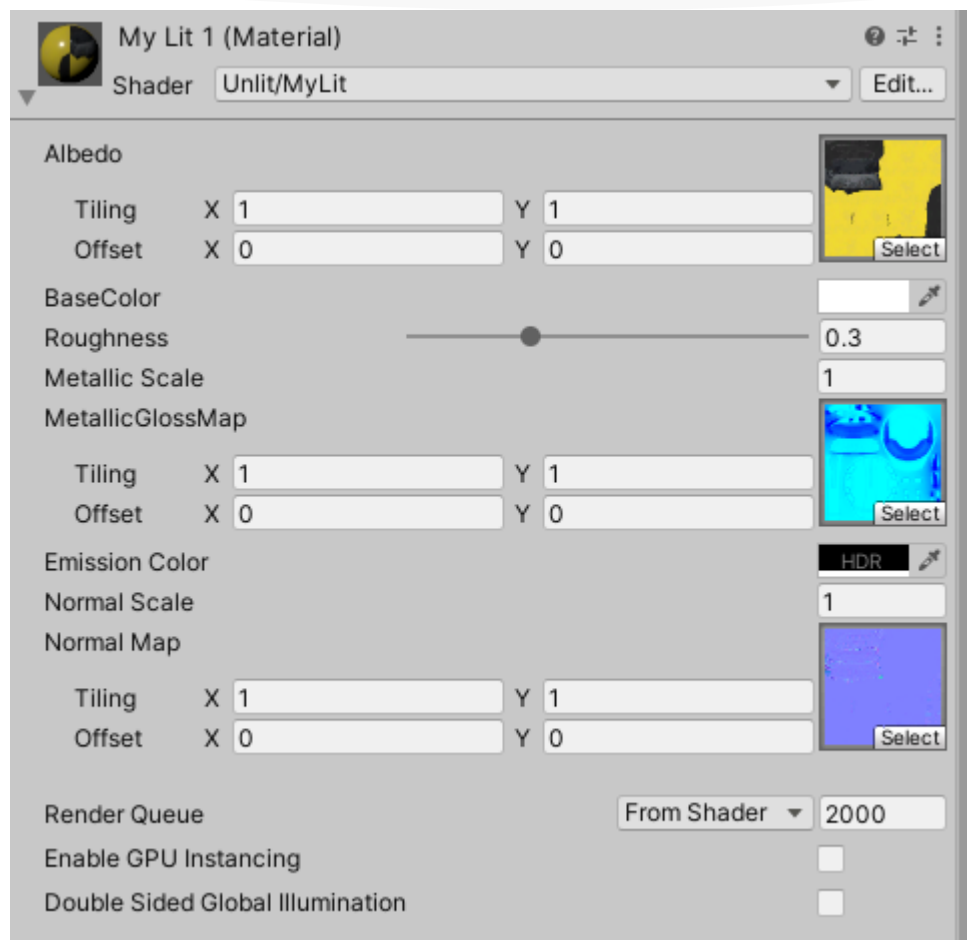 My Lit 1 (Material)
Shader Unlit/MyLit Edit...
Albedo
Tiling X 1 Y 1
Offset X 0 Y 0
Select
BaseColor
Roughness 0.3
Metallic Scale 1
MetallicGlossMap
Tiling X 1 Y 1
Offset X 0 Y 0
Select
Emission Color HDR
Normal Scale 1
Normal Map
Tiling X 1 Y 1
Offset X 0 Y 0
Select
Render Queue From Shader 2000
Enable GPU Instancing
Double Sided Global Illumination